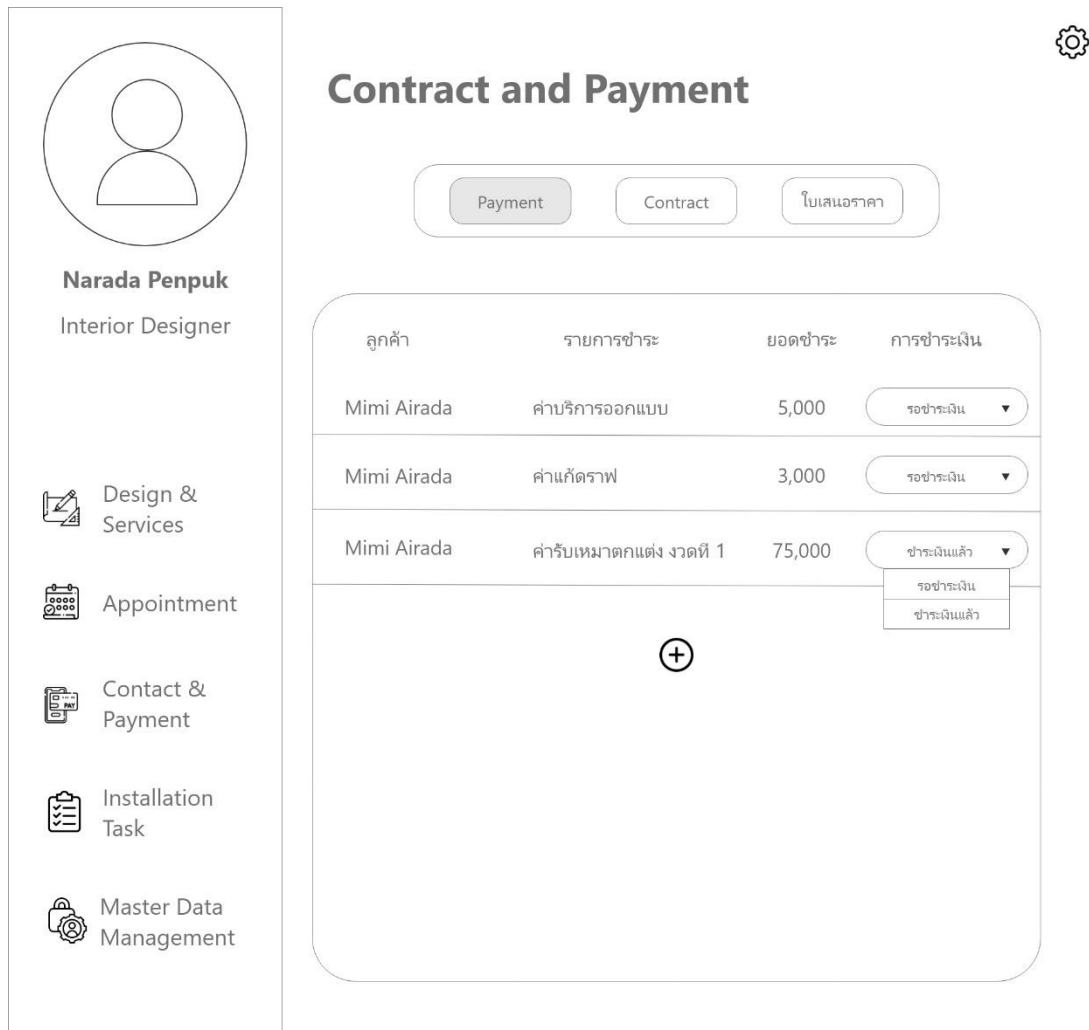 Narada Penpuk
Interior Designer
Design &
Services
Appointment
Contact &
Payment
PAY
Installation
Task
Master Data
Management
Contract and Payment
Payment Contract ใบเสนอราคา
ลูกค้า รายการชำระ ยอดชำระ การชำระเงิน
Mimi Airada ค่าบริการออกแบบ 5,000 รอชำระเงิน
Mimi Airada ค่าแก้ดราฟ 3,000 รอชำระเงิน
Mimi Airada ค่ารับเหมาตกแต่ง งวดที่ 1 75,000 ชำระเงินแล้ว
รอชำระเงิน
ชำระเงินแล้ว